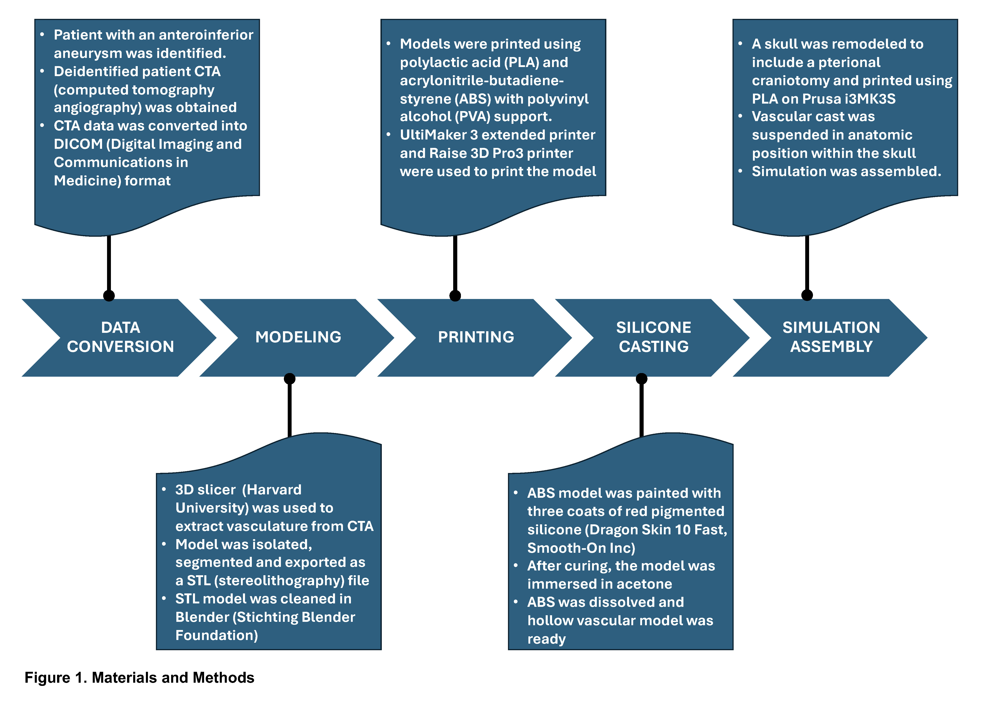 • Patient with an anteroinferior
aneurysm was identified.
• Deidentified patient CTA
(computed tomography
angiography) was obtained
• CTA data was converted into
DICOM (Digital Imaging and
Communications in
Medicine) format
• Models were printed using
polylactic acid (PLA) and
acrylonitrile-butadiene-
styrene (ABS) with polyvinyl
alcohol (PVA) support.
• UltiMaker 3 extended printer
and Raise 3D Pro3 printer
were used to print the model
• A skull was remodeled to
include a pterional
craniotomy and printed using
PLA on Prusa i3MK3S
• Vascular cast was
suspended in anatomic
position within the skull
• Simulation was assembled.
DATA
CONVERSION
MODELING
PRINTING
SILICONE
CASTING
SIMULATION
ASSEMBLY
• 3D slicer (Harvard
University) was used to
extract vasculature from CTA
• Model was isolated,
segmented and exported as
a STL (stereolithography) file
• STL model was cleaned in
Blender (Stichting Blender
Foundation)
• ABS model was painted with
three coats of red pigmented
silicone (Dragon Skin 10 Fast,
Smooth-On Inc)
• After curing, the model was
immersed in acetone
• ABS was dissolved and
hollow vascular model was
ready
Figure 1. Materials and Methods